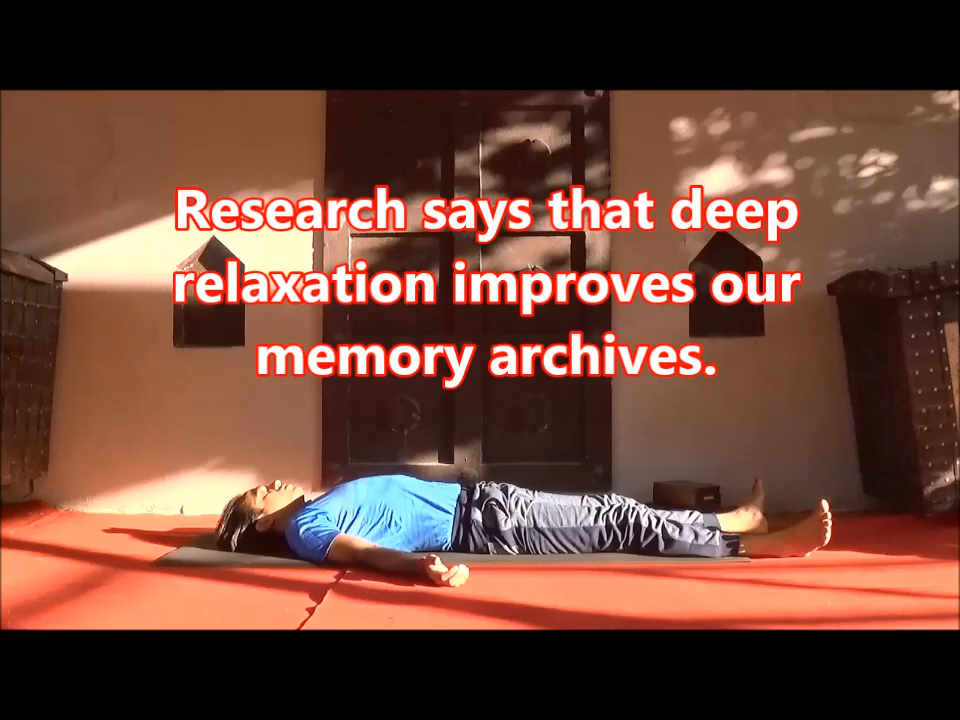 Research says that deep
relaxation improves our
memory archives.